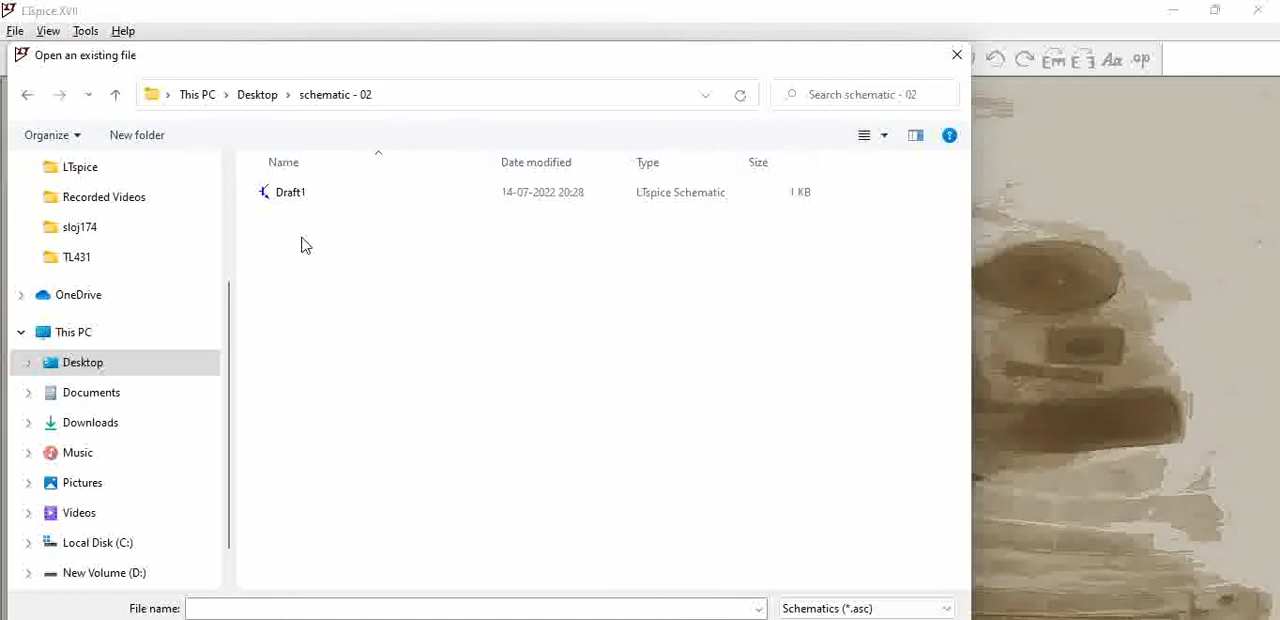 LTspice XVII
File View Tools Help
Open an existing file
This PC Desktop schematic - 02
Search schematic - 02
Organize New folder
Name Date modified Type Size
Draft1 14-07-2022 20:28 LTspice Schematic 1 KB
LTspice
Recorded Videos
sloj174
TL431
OneDrive
This PC
Desktop
Documents
Downloads
Music
Pictures
Videos
Local Disk (C:)
New Volume (D:)
File name: Schematics (*.asc)
Aa .op